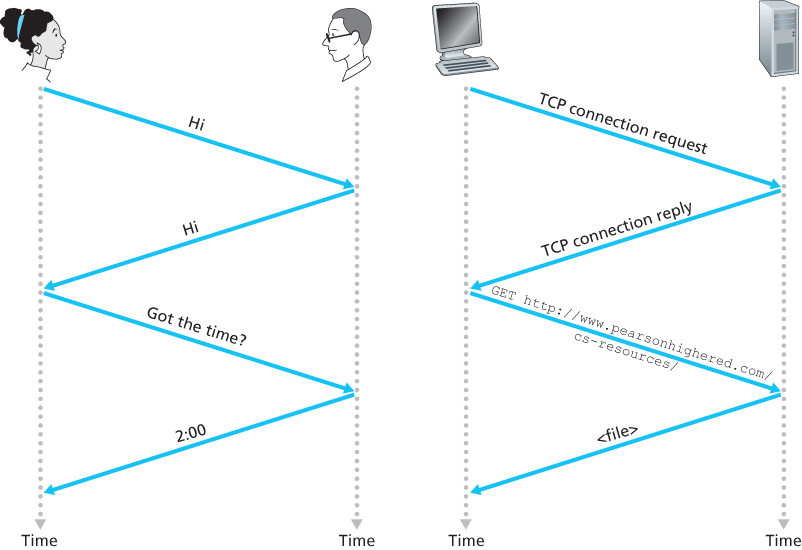 Hi
Hi
Got the time?
2:00
Time
Time
TCP connection request
TCP connection reply
GET http://www.pearsonhighered.com/
cs-resources/
<file>
Time
Time